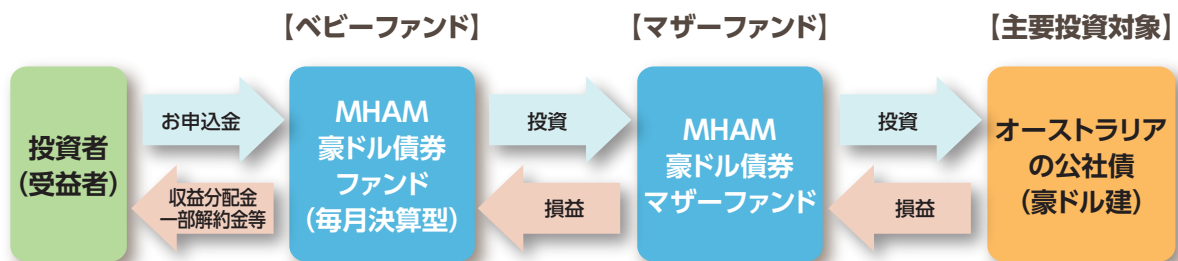 【ベビーファンド】
【マザーファンド】
【主要投資対象】
投資者
(受益者)
お申込金
収益分配金
一部解約金等
MHAM
豪ドル債券
ファンド
(毎月決算型)
投資
損益
MHAM
豪ドル債券
マザーファンド
投資
損益
オーストラリア
の公社債
(豪ドル建)